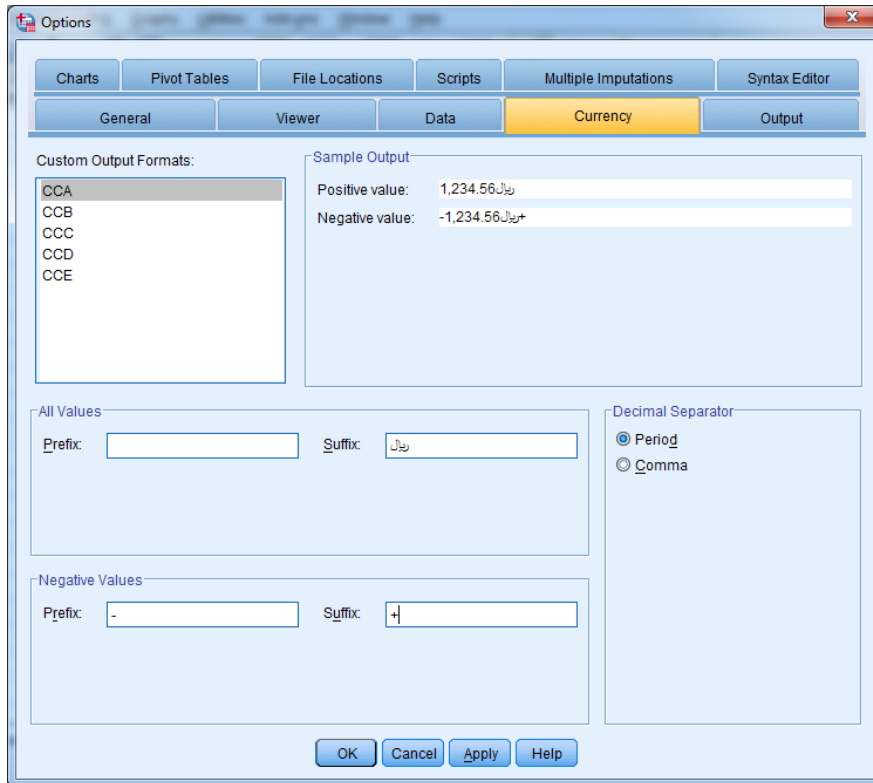 Options
Charts
Pivot Tables
File Locations
Scripts
Multiple Imputations
Syntax Editor
General
Viewer
Data
Currency
Output
Custom Output Formats:
CCA
CCB
CCC
CCD
CCE
Sample Output
Positive value: 1,234.56﷼
Negative value: -1,234.56﷼+
All Values
Prefix:
Suffix: ﷼
Decimal Separator
Period
Comma
Negative Values
Prefix: -
Suffix: +
OK
Cancel
Apply
Help